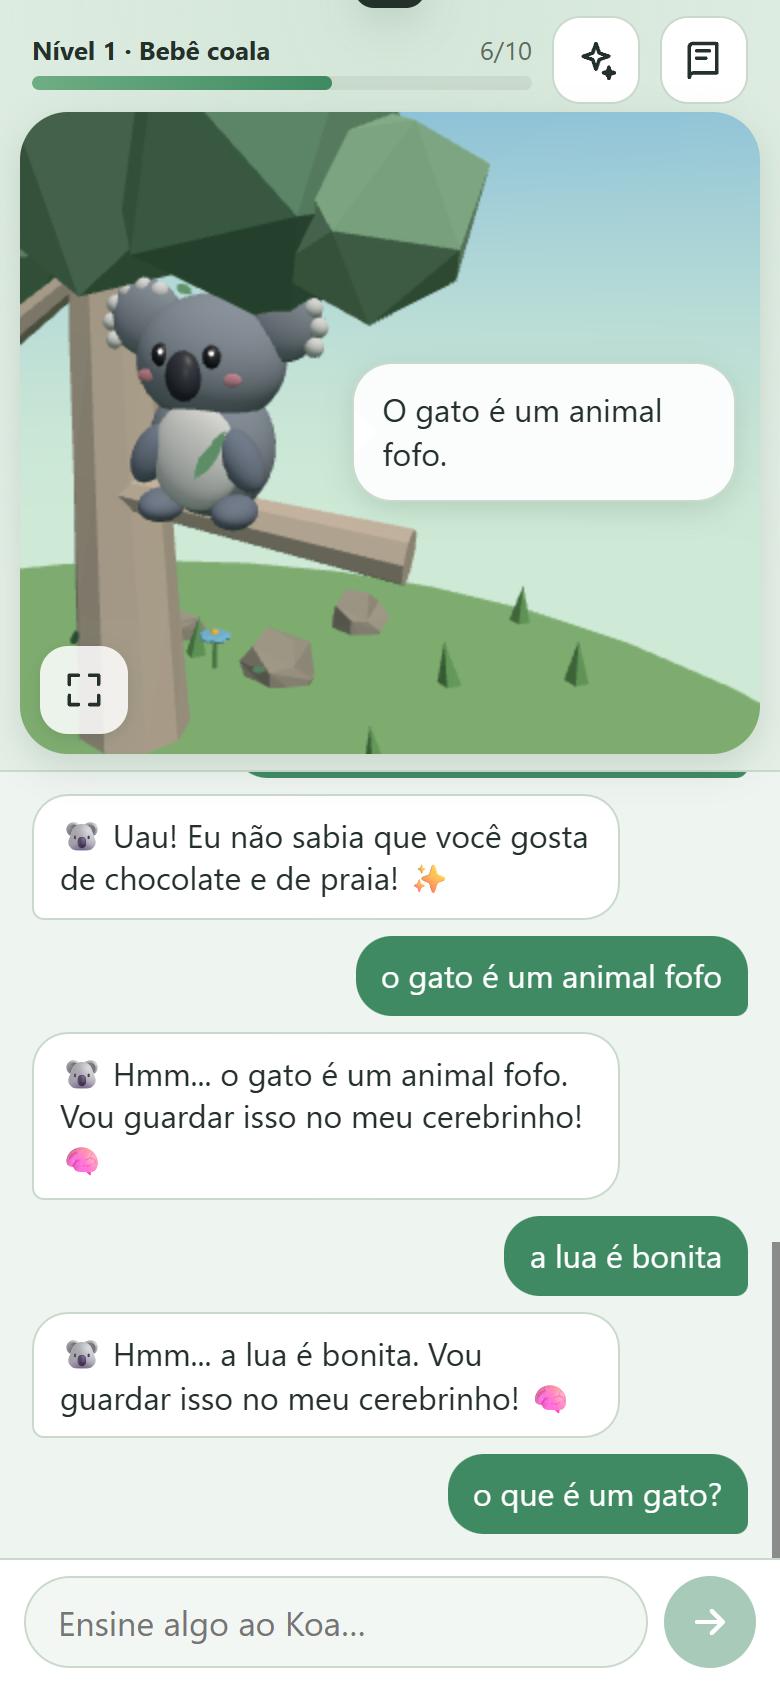 Nível 1 · Bebê coala
6/10
O gato é um animal
fofo.
🐨 Uau! Eu não sabia que você gosta
de chocolate e de praia! ✨
o gato é um animal fofo
🐨 Hmm... o gato é um animal fofo.
Vou guardar isso no meu cerebrinho!
🧠
a lua é bonita
🐨 Hmm... a lua é bonita. Vou
guardar isso no meu cerebrinho! 🧠
o que é um gato?
Ensine algo ao Koa...